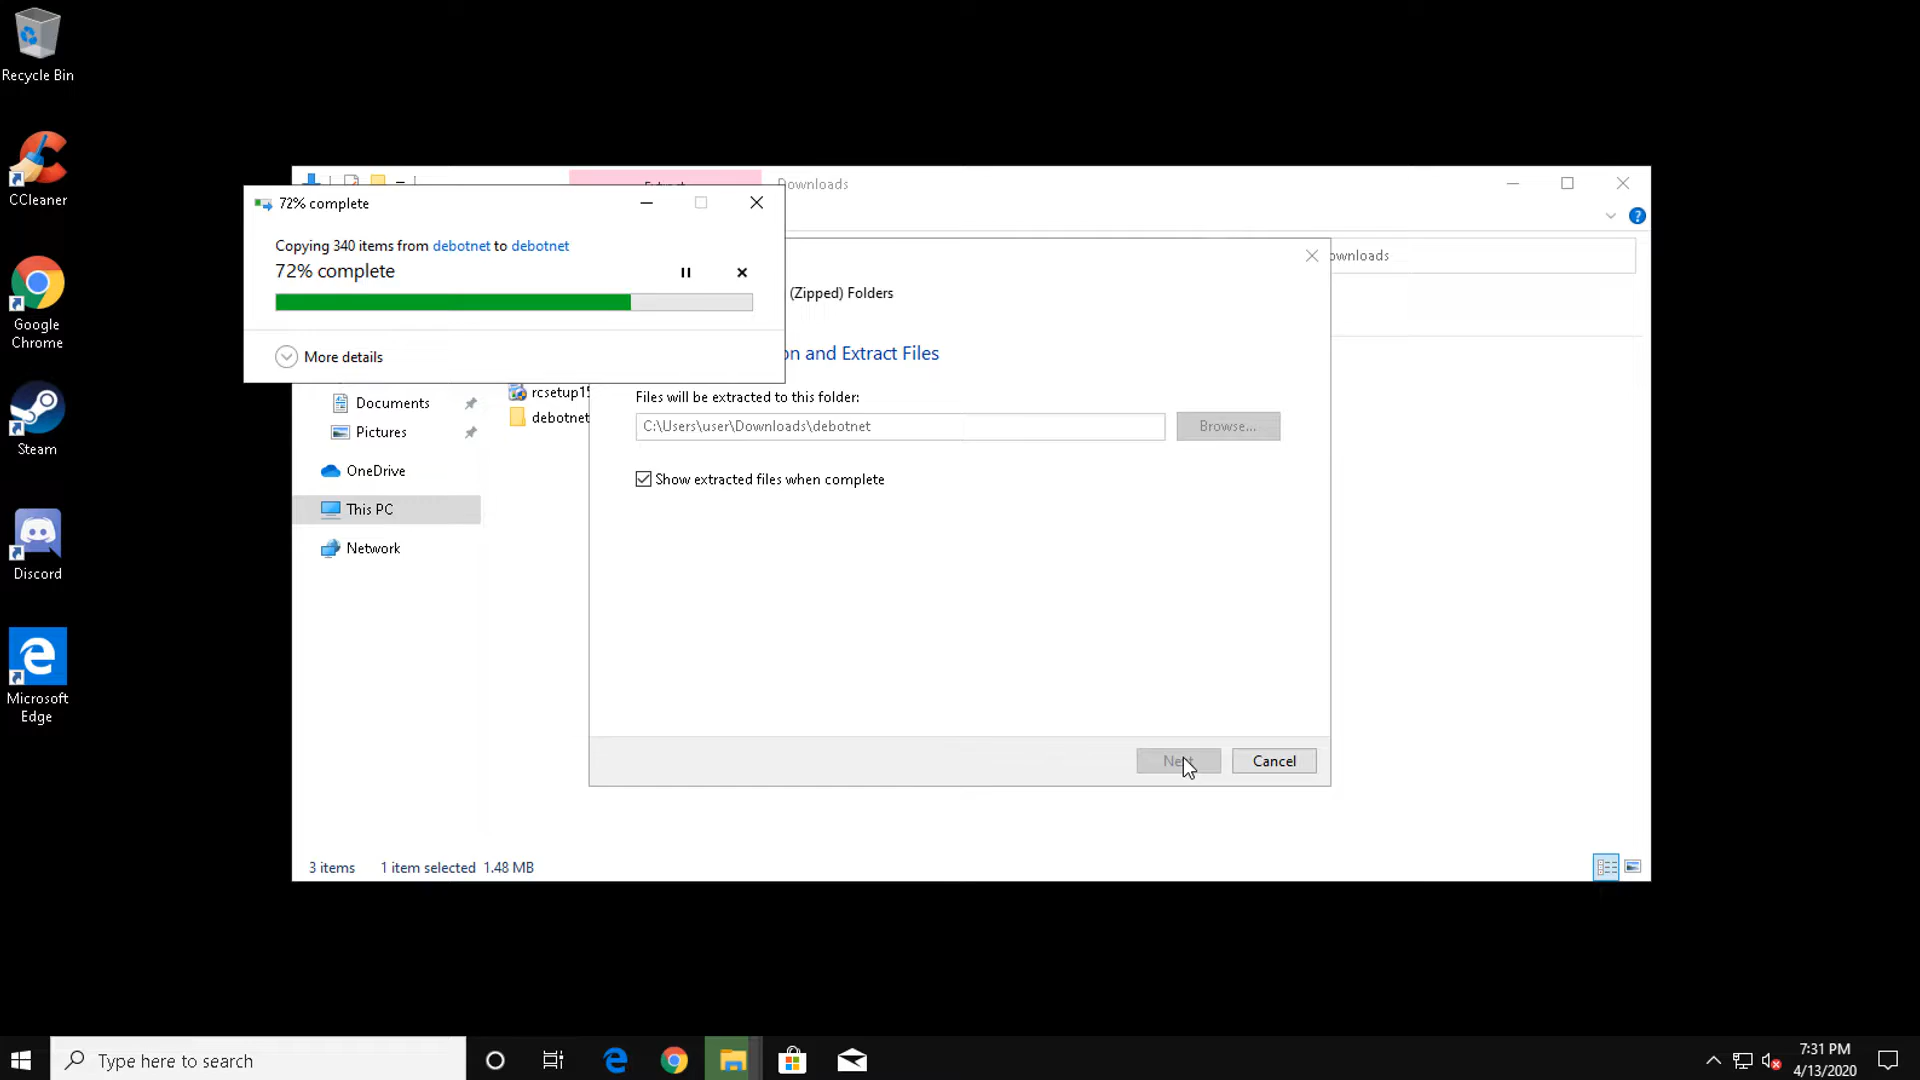 Recycle Bin
CCleaner
Google
Chrome
Steam
Discord
Microsoft
Edge
Downloads
72% complete
Copying 340 items from debotnet to debotnet
72% complete
More details
ownloads
(Zipped) Folders
on and Extract Files
Files will be extracted to this folder:
C:\Users\user\Downloads\debotnet
Browse...
Show extracted files when complete
Cancel
rcsetup15
debotnet
Documents
Pictures
OneDrive
This PC
Network
3 items
1 item selected 1.48 MB
Type here to search
7:31 PM
4/13/2020